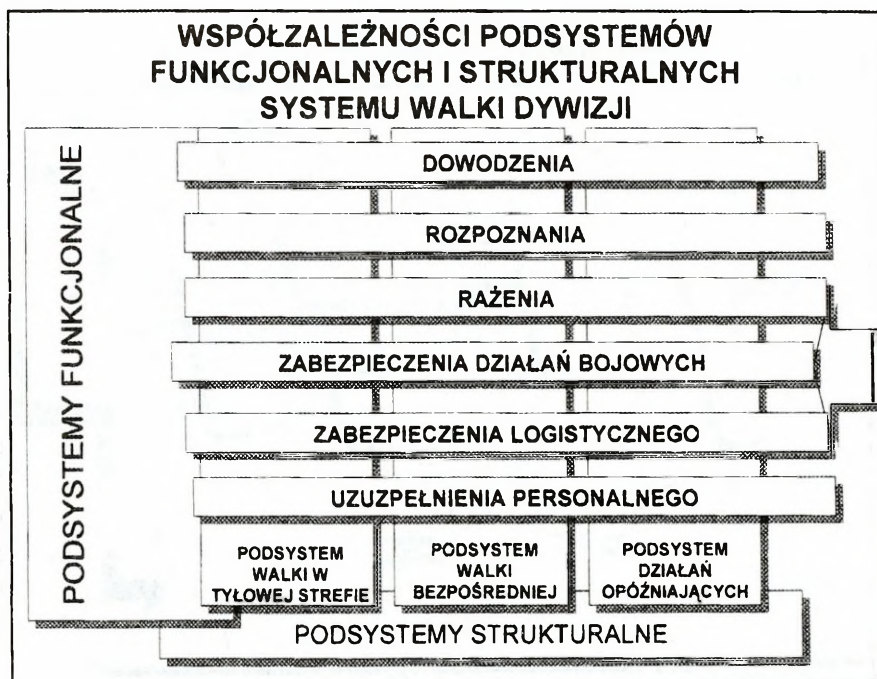 WSPÓŁZALEŻNOŚCI PODSYSTEMÓW
FUNKCJONALNYCH I STRUKTURALNYCH
SYSTEMU WALKI DYWIZJI
PODSYSTEMY FUNKCJONALNE
DOWODZENIA
ROZPOZNANIA
RAŻENIA
ZABEZPIECZENIA DZIAŁAŃ BOJOWYCH
ZABEZPIECZENIA LOGISTYCZNEGO
UZUZPEŁNIENIA PERSONALNEGO
PODSYSTEM
WALKI W
TYŁOWEJ STREFIE
PODSYSTEM
WALKI
BEZPOŚREDNIEJ
PODSYSTEM
DZIAŁAŃ
OPÓŹNIAJĄCYCH
PODSYSTEMY STRUKTURALNE